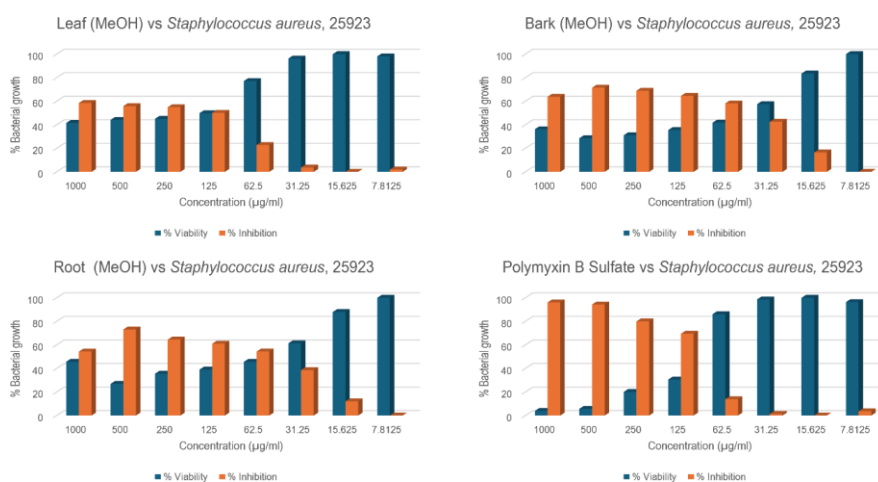 Leaf (MeOH) vs Staphylococcus aureus, 25923
% Bacterial growth
100
80
60
40
20
0
1000 500 250 125 62.5 31.25 15.625 7.8125
Concentration (µg/ml)
% Viability % Inhibition
Bark (MeOH) vs Staphylococcus aureus, 25923
% Bacterial growth
100
80
60
40
20
0
1000 500 250 125 62.5 31.25 15.625 7.8125
Concentration (µg/ml)
% Viability % Inhibition
Root (MeOH) vs Staphylococcus aureus, 25923
% Bacterial growth
100
80
60
40
20
0
1000 500 250 125 62.5 31.25 15.625 7.8125
Concentration (µg/ml)
% Viability % Inhibition
Polymyxin B Sulfate vs Staphylococcus aureus, 25923
% Bacterial growth
100
80
60
40
20
0
1000 500 250 125 62.5 31.25 15.625 7.8125
Concentration (µg/ml)
% Viability % Inhibition